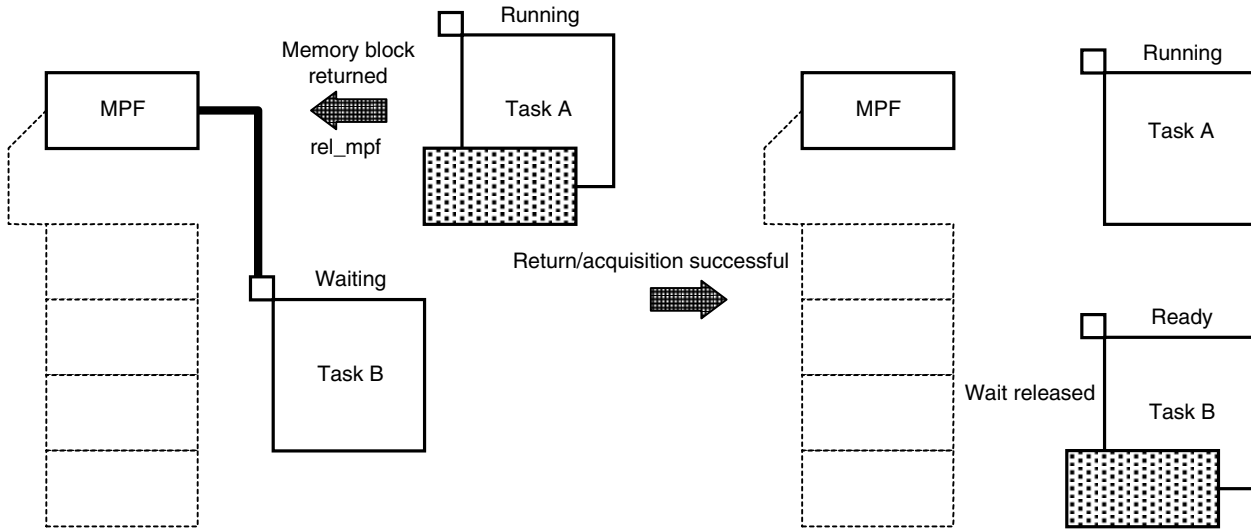 Running
Memory block
returned
MPF
Task A
rel_mpf
Waiting
Task B
Return/acquisition successful
MPF
Running
Task A
Ready
Wait released
Task B